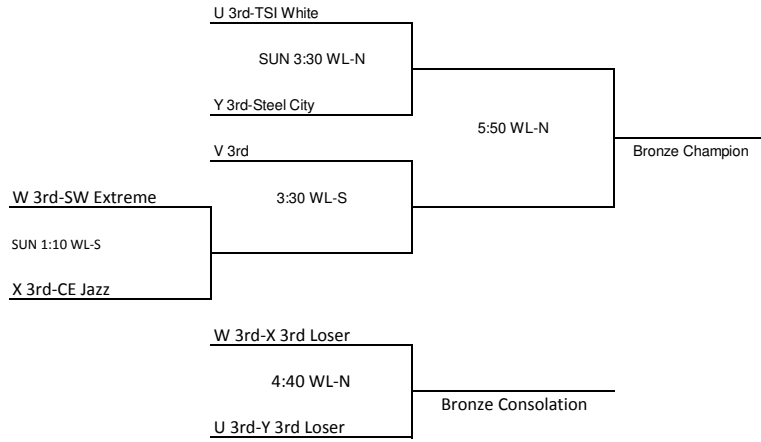 U 3rd-TSI White
SUN 3:30 WL-N
Y 3rd-Steel City
5:50 WL-N
V 3rd
Bronze Champion
W 3rd-SW Extreme
3:30 WL-S
SUN 1:10 WL-S
X 3rd-CE Jazz
W 3rd-X 3rd Loser
4:40 WL-N
Bronze Consolation
U 3rd-Y 3rd Loser